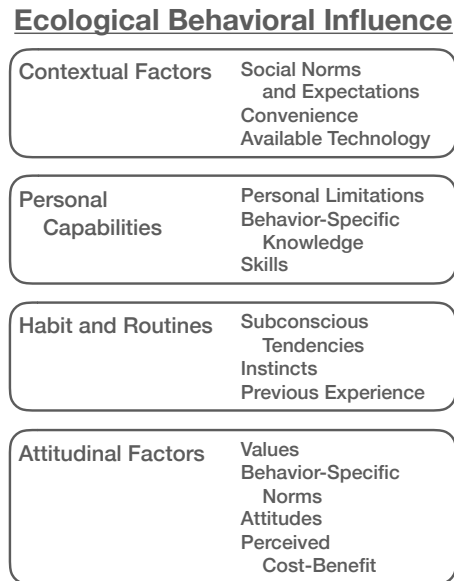 Ecological Behavioral Influence
Contextual Factors
Social Norms
and Expectations
Convenience
Available Technology
Personal
Capabilities
Personal Limitations
Behavior-Specific
Knowledge
Skills
Habit and Routines
Subconscious
Tendencies
Instincts
Previous Experience
Attitudinal Factors
Values
Behavior-Specific
Norms
Attitudes
Perceived
Cost-Benefit